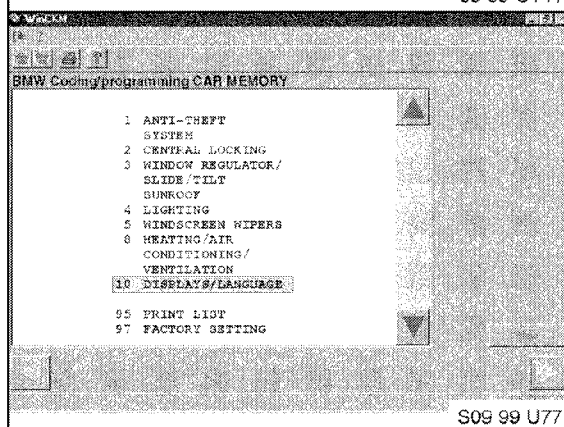 WinCKM
BMW Coding/programming CAR MEMORY
1 ANTI-THEFT
SYSTEM
2 CENTRAL LOCKING
3 WINDOW REGULATOR/
SLIDE/TILT
SUNROOF
4 LIGHTING
5 WINDSCREEN WIPERS
8 HEATING/AIR
CONDITIONING/
VENTILATION
10 DISPLAYS/LANGUAGE
95 PRINT LIST
97 FACTORY SETTING
S09 99 U77